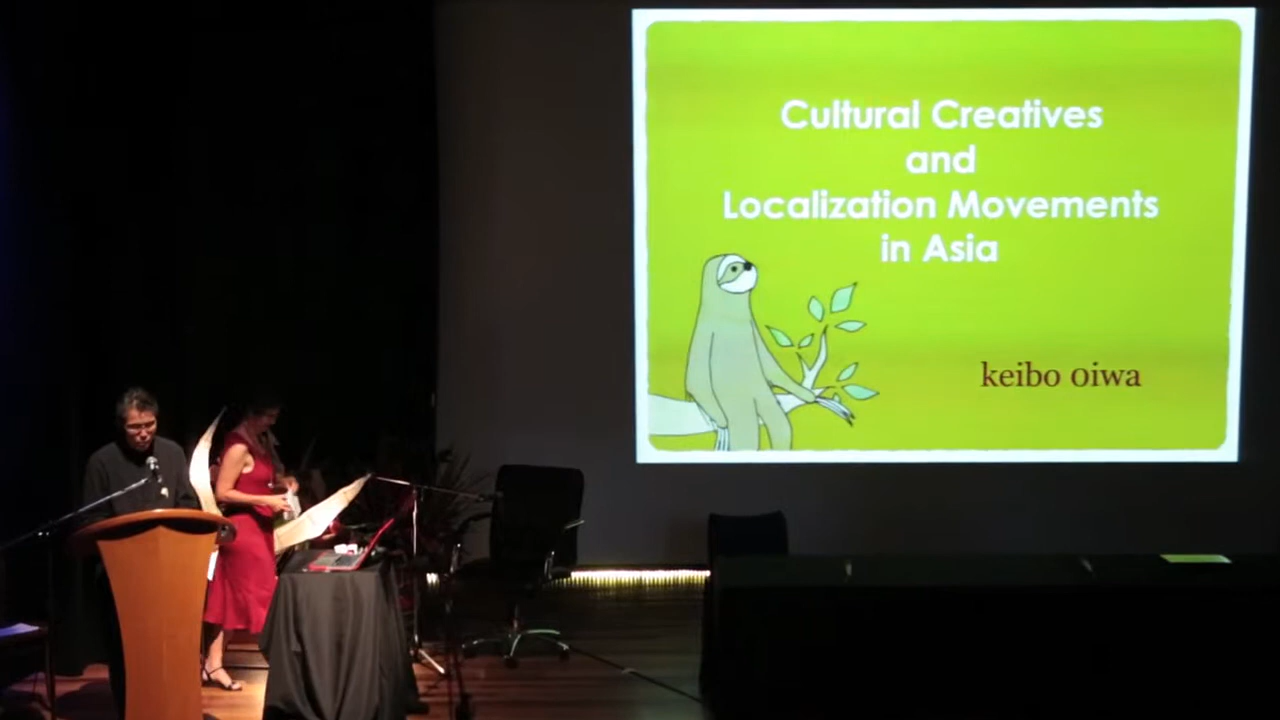 Cultural Creatives
and
Localization Movements
in Asia
keibo oiwa